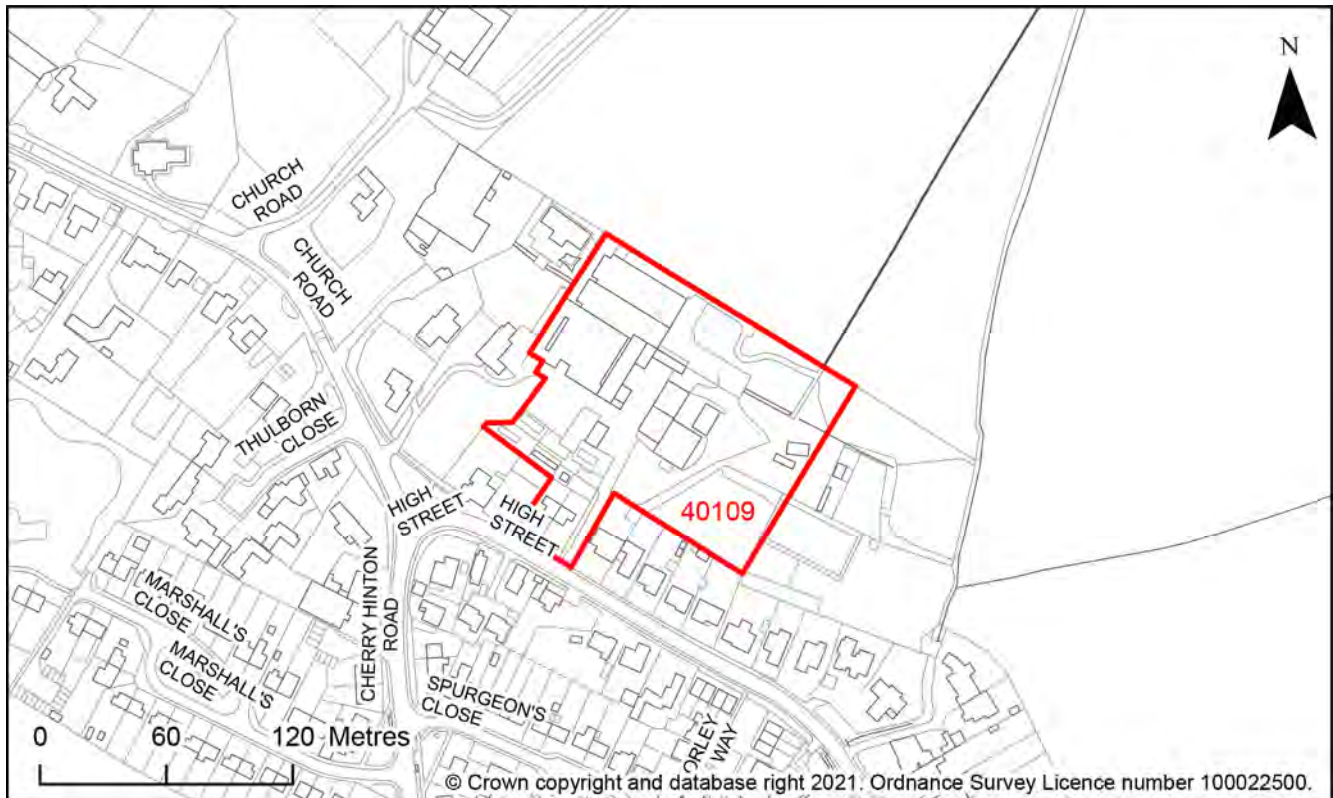 N
CHURCH
ROAD
CHURCH
ROAD
THULBORN
CLOSE
HIGH
STREET
HIGH
STREET
40109
MARSHALL'S
CLOSE
MARSHALL'S
CLOSE
CHERRY HINTON
ROAD
SPURGEON'S
CLOSE
ORLEY
WAY
0 60 120 Metres
© Crown copyright and database right 2021. Ordnance Survey Licence number 100022500.